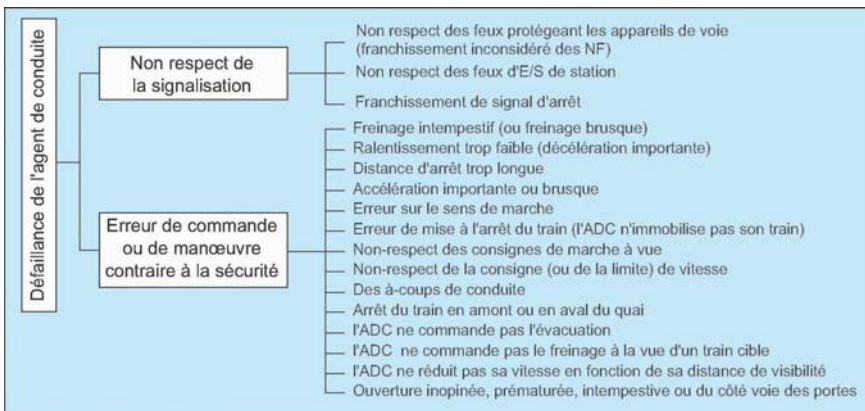 Défaillance de l'agent de conduite
Non respect de
la signalisation
Non respect des feux protégeant les appareils de voie
(franchissement inconsidéré des NF)
Non respect des feux d'E/S de station
Franchissement de signal d'arrêt
Erreur de commande
ou de manœuvre
contraire à la sécurité
Freinage intempestif (ou freinage brusque)
Ralentissement trop faible (décélération importante)
Distance d'arrêt trop longue
Accélération importante ou brusque
Erreur sur le sens de marche
Erreur de mise à l'arrêt du train (l'ADC n'immobilise pas son train)
Non-respect des consignes de marche à vue
Non-respect de la consigne (ou de la limite) de vitesse
Des à-coups de conduite
Arrêt du train en amont ou en aval du quai
l'ADC ne commande pas l'évacuation
l'ADC ne commande pas le freinage à la vue d'un train cible
l'ADC ne réduit pas sa vitesse en fonction de sa distance de visibilité
Ouverture inopinée, prématurée, intempestive ou du côté voie des portes